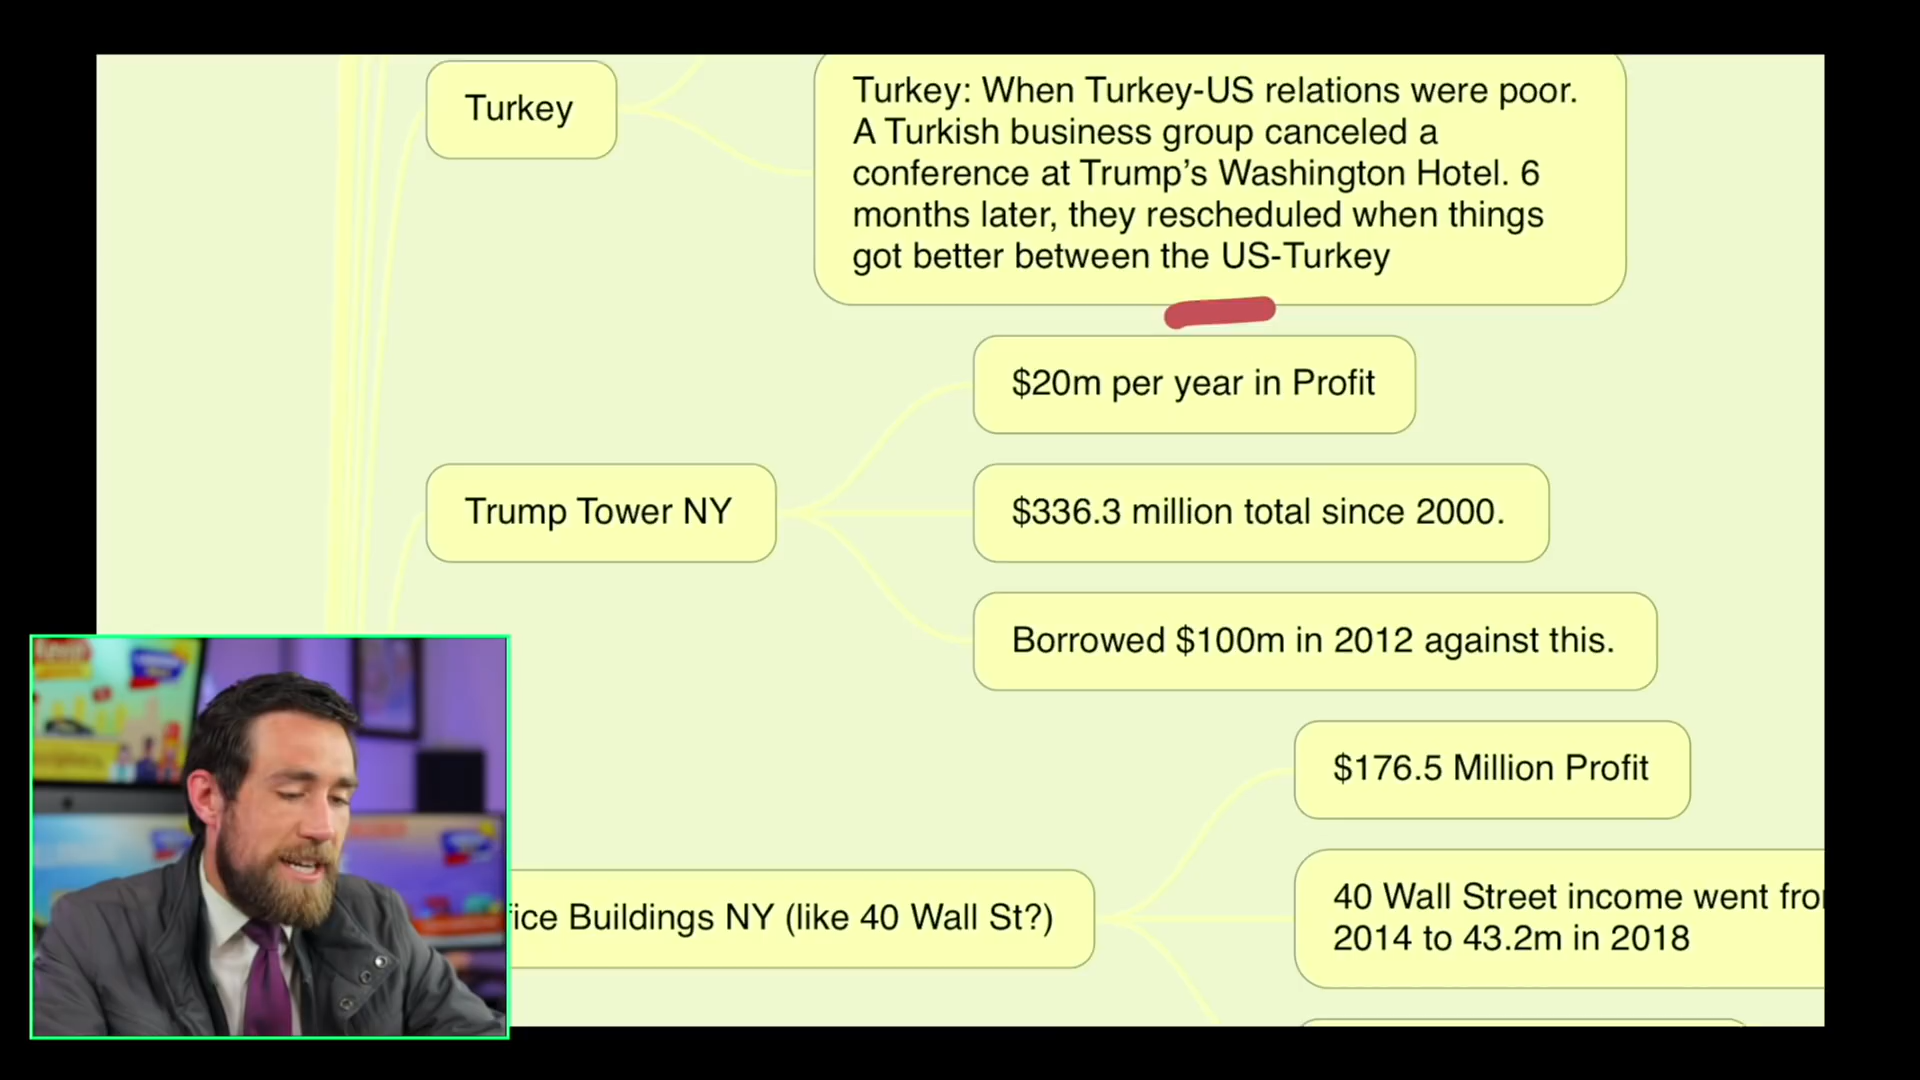 Turkey
Turkey: When Turkey-US relations were poor.
A Turkish business group canceled a
conference at Trump’s Washington Hotel. 6
months later, they rescheduled when things
got better between the US-Turkey
Trump Tower NY
$20m per year in Profit
$336.3 million total since 2000.
Borrowed $100m in 2012 against this.
Buildings NY (like 40 Wall St?)
$176.5 Million Profit
40 Wall Street income went
2014 to 43.2m in 2018